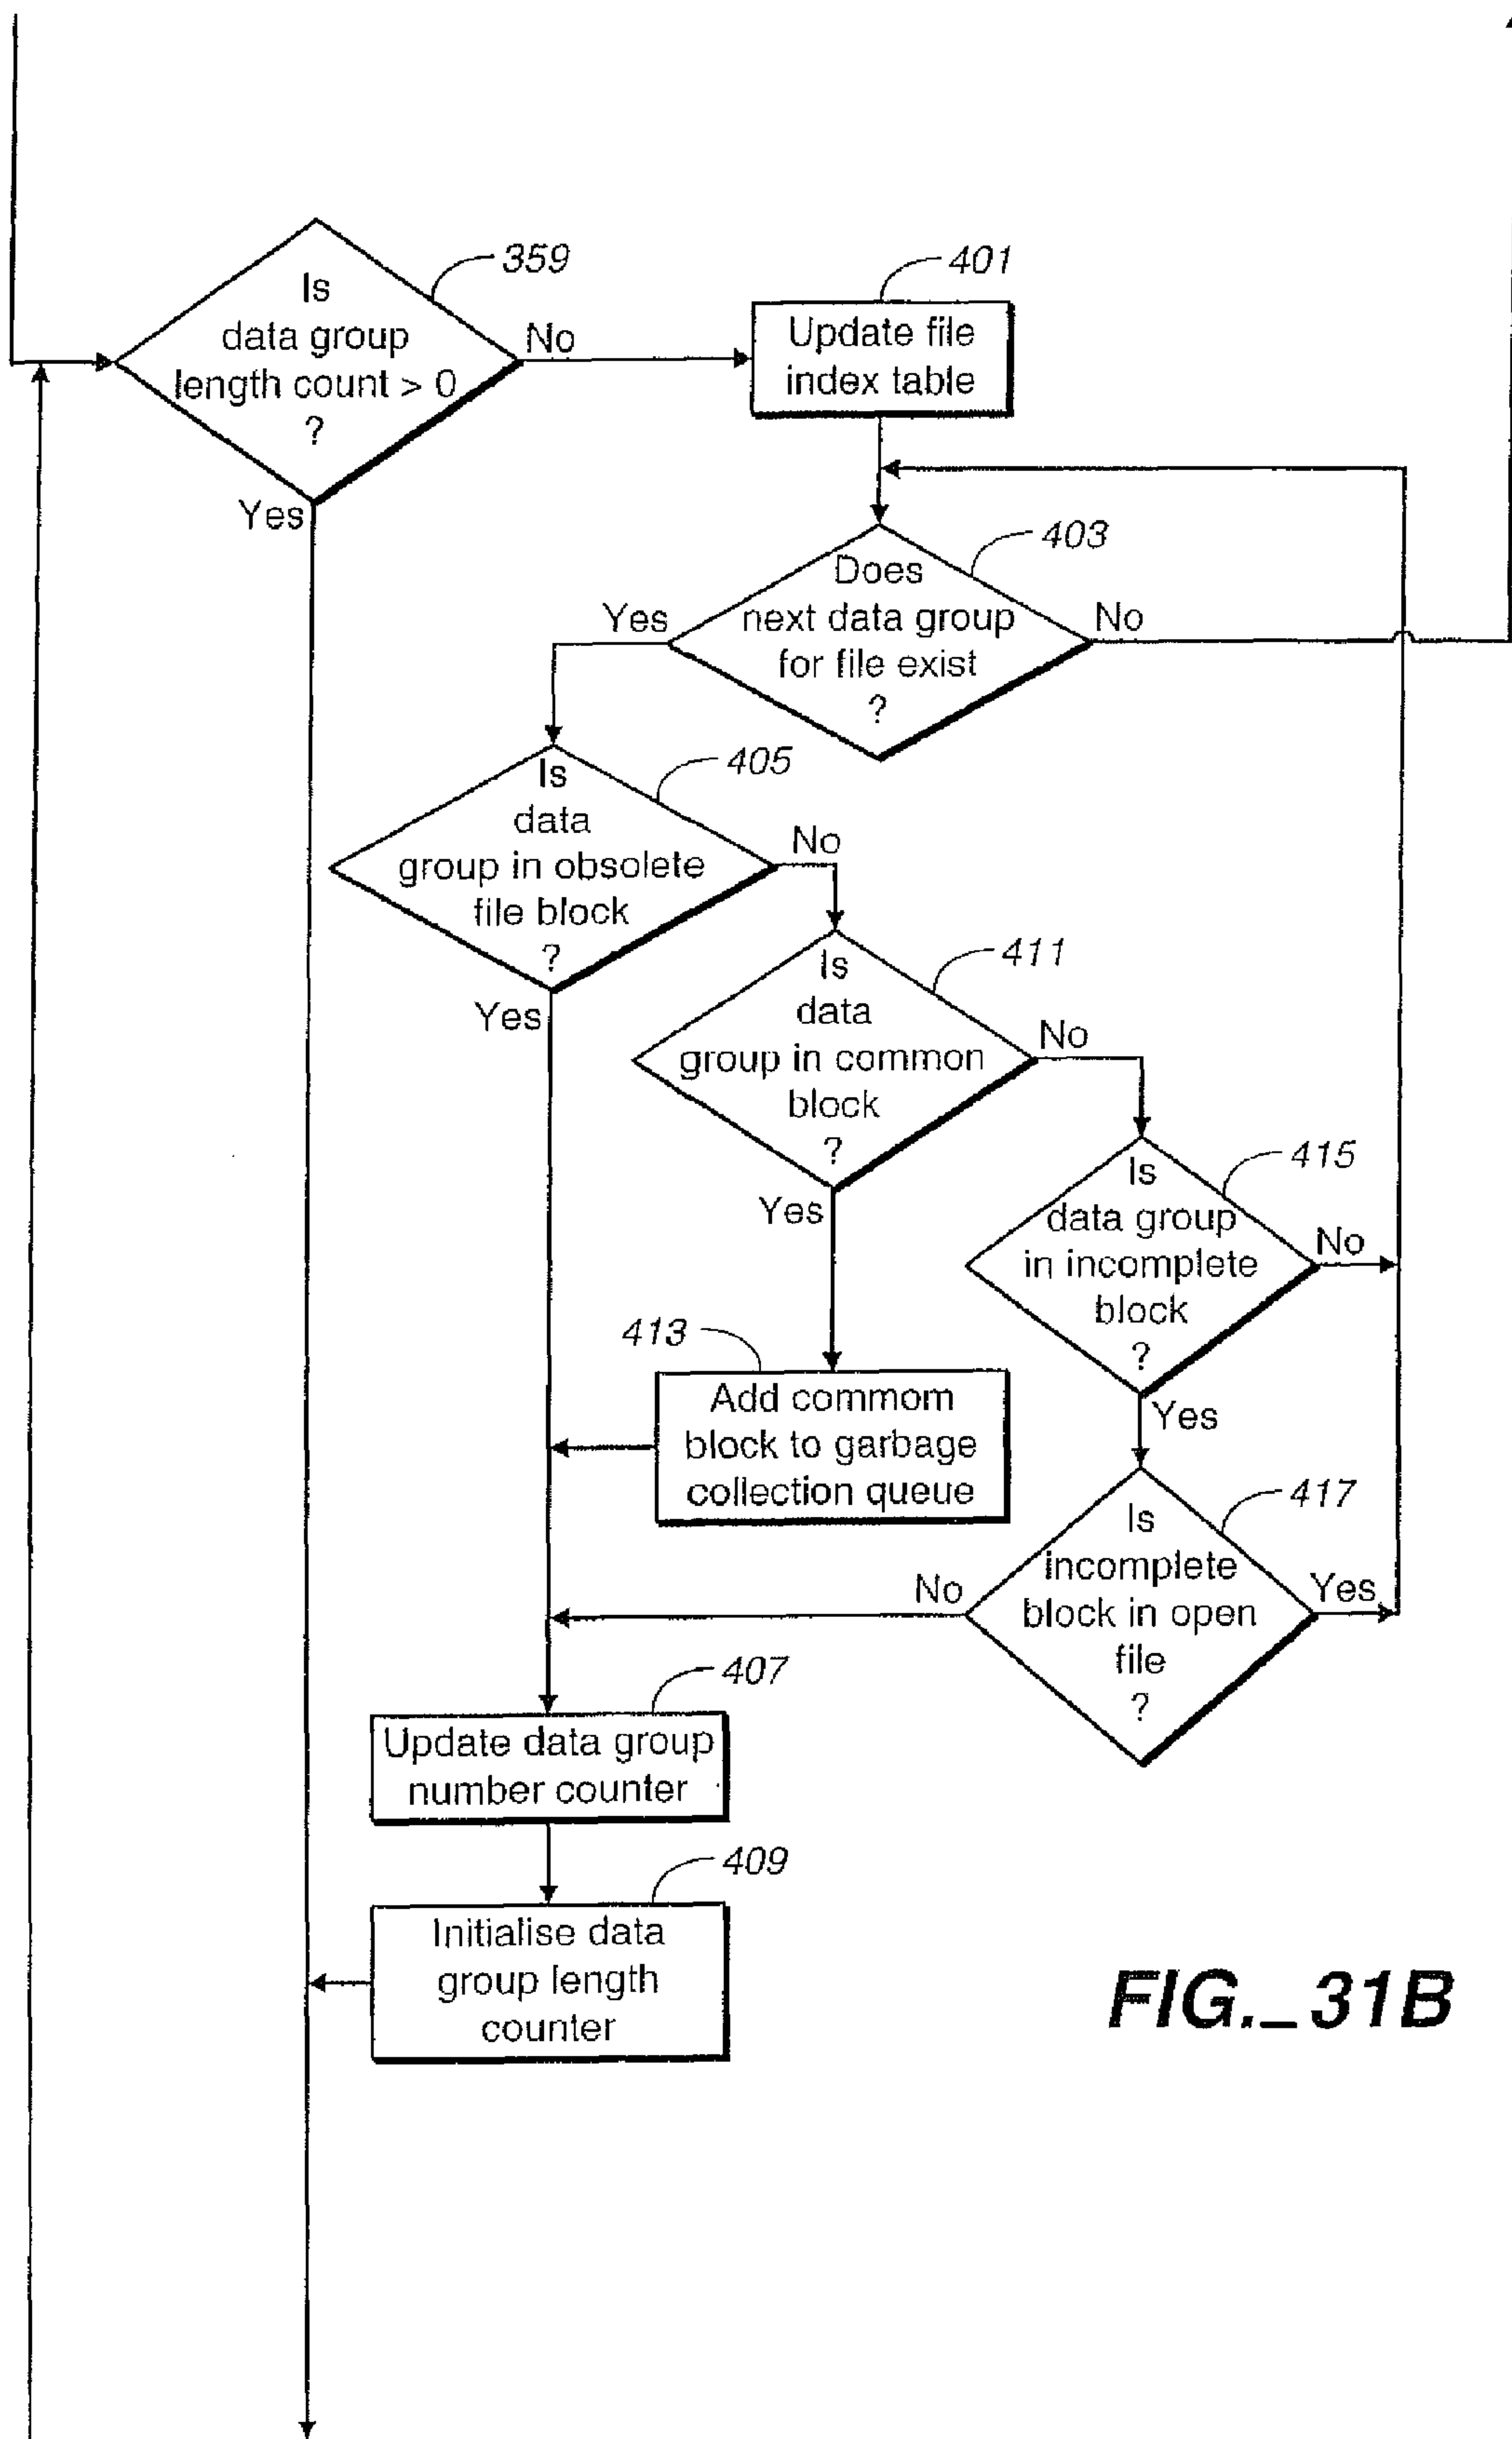 359
Is
data group
length count > 0
?
No
Yes
401
Update file
index table
403
Does
next data group
for file exist
?
Yes
No
405
Is
data
group in obsolete
file block
?
No
Yes
411
Is
data
group in common
block
?
No
Yes
415
Is
data group
in incomplete
block
?
No
Yes
413
Add commom
block to garbage
collection queue
417
Is
incomplete
block in open
file
?
No
Yes
407
Update data group
number counter
409
Initialise data
group length
counter
FIG._31B